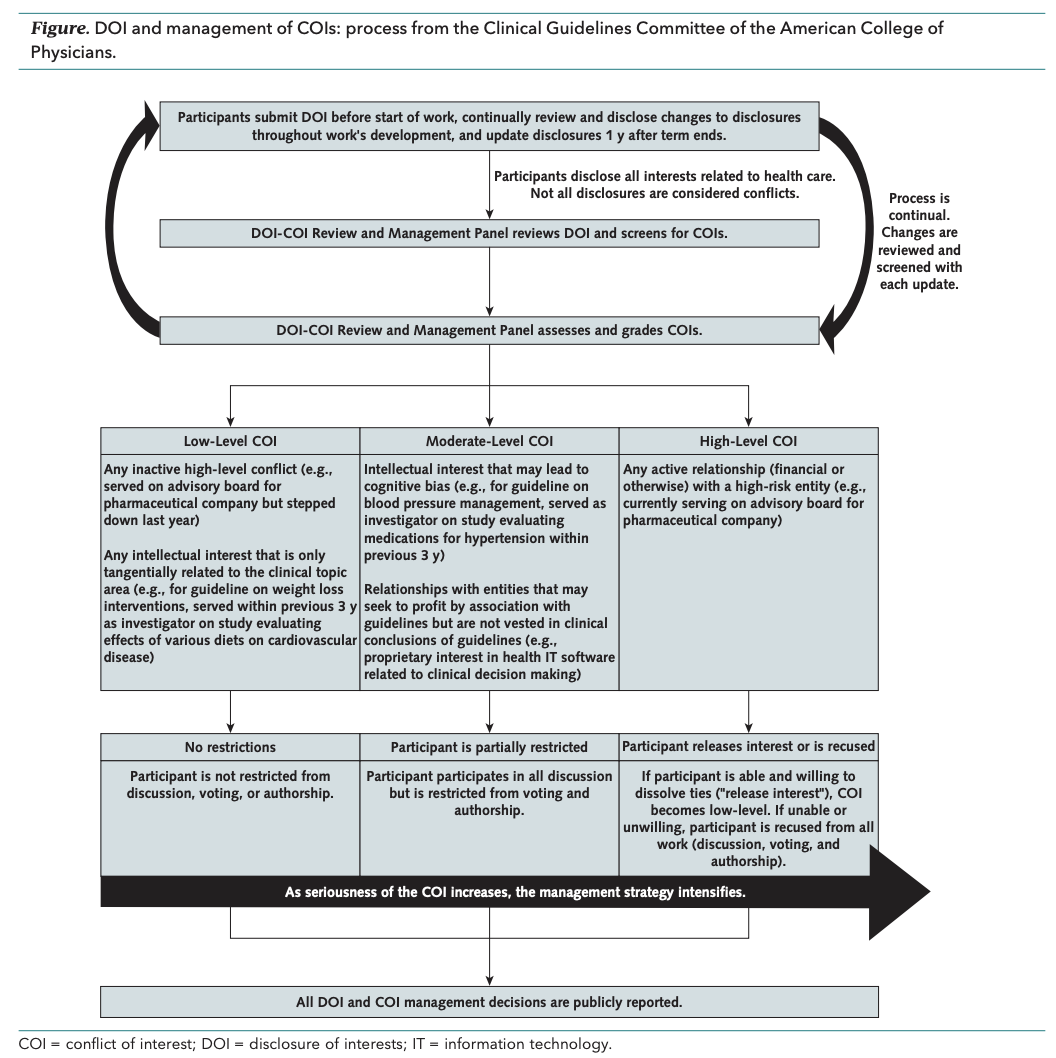 Figure. DOI and management of COIs: process from the Clinical Guidelines Committee of the American College of
Physicians.
Participants submit DOI before start of work, continually review and disclose changes to disclosures
throughout work's development, and update disclosures 1 y after term ends.
Participants disclose all interests related to health care.
Not all disclosures are considered conflicts.
Process is
continual.
Changes are
reviewed and
screened with
each update.
DOI-COI Review and Management Panel reviews DOI and screens for COIs.
DOI-COI Review and Management Panel assesses and grades COIs.
Low-Level COI
Any inactive high-level conflict (e.g.,
served on advisory board for
pharmaceutical company but stepped
down last year)
Any intellectual interest that is only
tangentially related to the clinical topic
area (e.g., for guideline on weight loss
interventions, served within previous 3 y
as investigator on study evaluating
effects of various diets on cardiovascular
disease)
Moderate-Level COI
Intellectual interest that may lead to
cognitive bias (e.g., for guideline on
blood pressure management, served as
investigator on study evaluating
medications for hypertension within
previous 3 y)
Relationships with entities that may
seek to profit by association with
guidelines but are not vested in clinical
conclusions of guidelines (e.g.,
proprietary interest in health IT software
related to clinical decision making)
High-Level COI
Any active relationship (financial or
otherwise) with a high-risk entity (e.g.,
currently serving on advisory board for
pharmaceutical company)
No restrictions
Participant is not restricted from
discussion, voting, or authorship.
Participant is partially restricted
Participant participates in all discussion
but is restricted from voting and
authorship.
Participant releases interest or is recused
If participant is able and willing to
dissolve ties ("release interest"), COI
becomes low-level. If unable or
unwilling, participant is recused from all
work (discussion, voting, and
authorship).
As seriousness of the COI increases, the management strategy intensifies.
All DOI and COI management decisions are publicly reported.
COI = conflict of interest; DOI = disclosure of interests; IT = information technology.